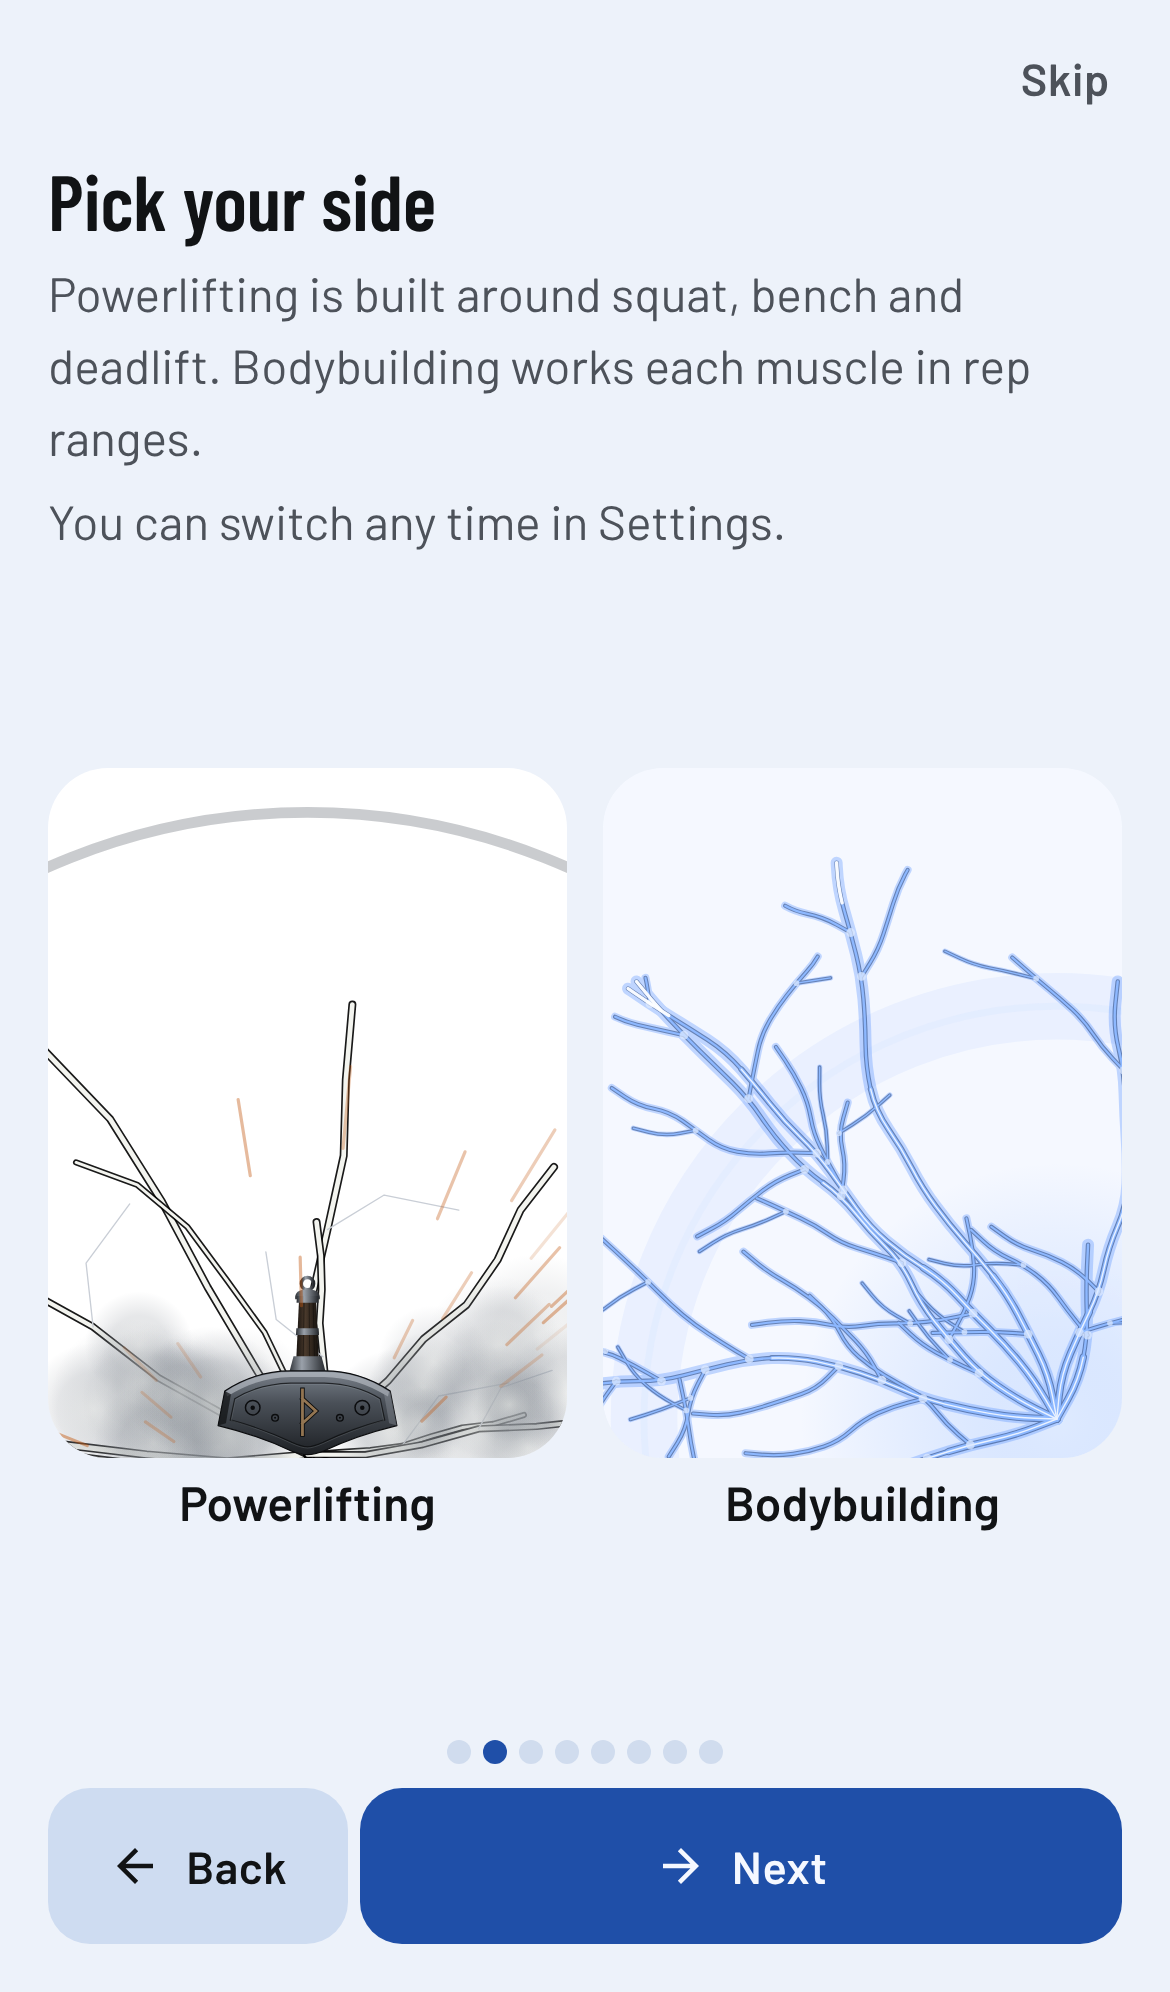 Skip
Pick your side
Powerlifting is built around squat, bench and
deadlift. Bodybuilding works each muscle in rep
ranges.
You can switch any time in Settings.
Powerlifting
Bodybuilding
Back
Next